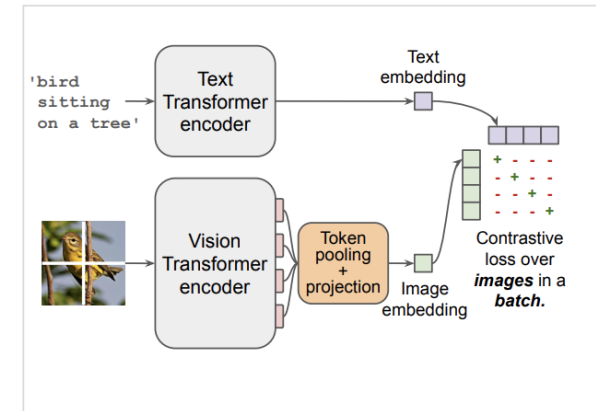 'bird
sitting
on a tree'
Text
Transformer
encoder
Text
embedding
Vision
Transformer
encoder
Token
pooling
+
projection
Image
embedding
+ - - -
- + - -
- - + -
- - - +
Contrastive
loss over
images in a
batch.